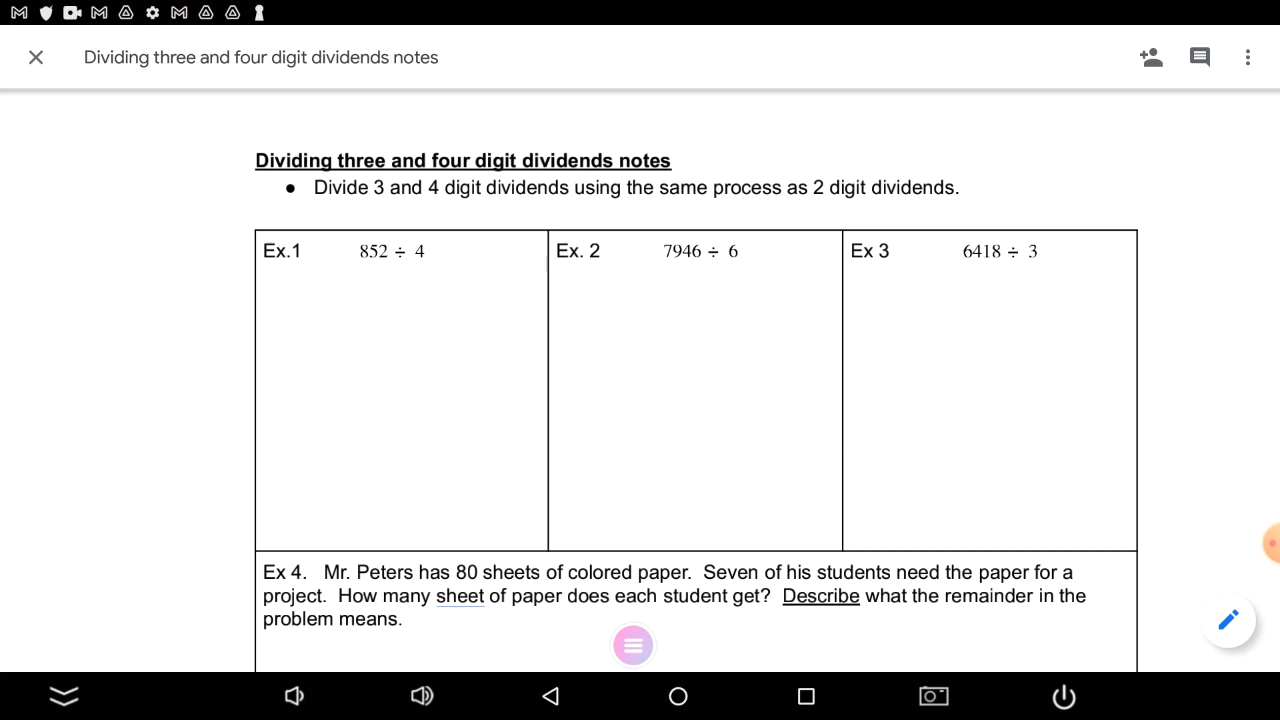 Dividing three and four digit dividends notes
Dividing three and four digit dividends notes
● Divide 3 and 4 digit dividends using the same process as 2 digit dividends.
Ex.1 852 ÷ 4
Ex. 2 7946 ÷ 6
Ex 3 6418 ÷ 3
Ex 4. Mr. Peters has 80 sheets of colored paper. Seven of his students need the paper for a
project. How many sheet of paper does each student get? Describe what the remainder in the
problem means.